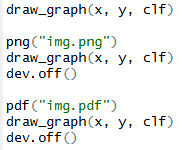 draw_graph(x, y, clf)
png("img.png")
draw_graph(x, y, clf)
dev.off()
pdf("img.pdf")
draw_graph(x, y, clf)
dev.off()